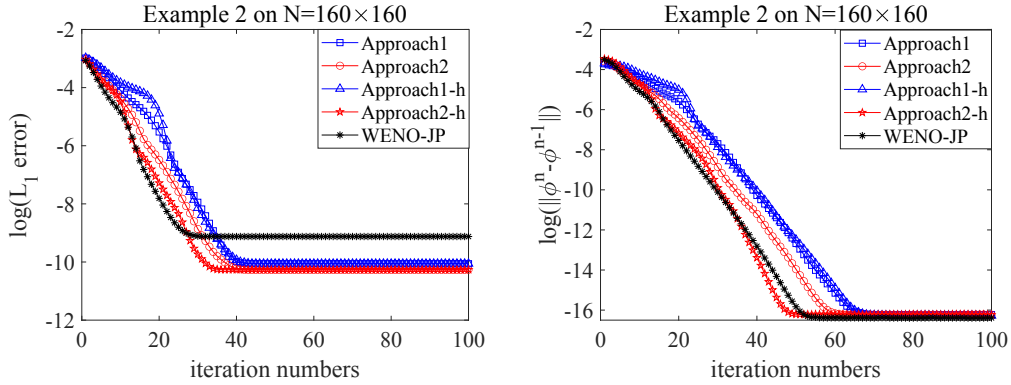 Example 2 on N=160×160
-2
-4
-6
-8
-10
-12
0
20
40
60
80
100
log(L₁ error)
iteration numbers
Approach1
Approach2
Approach1-h
Approach2-h
WENO-JP
Example 2 on N=160×160
-2
-4
-6
-8
-10
-12
-14
-16
0
20
40
60
80
100
log(||ϕⁿ-ϕⁿ⁻¹||)
iteration numbers
Approach1
Approach2
Approach1-h
Approach2-h
WENO-JP